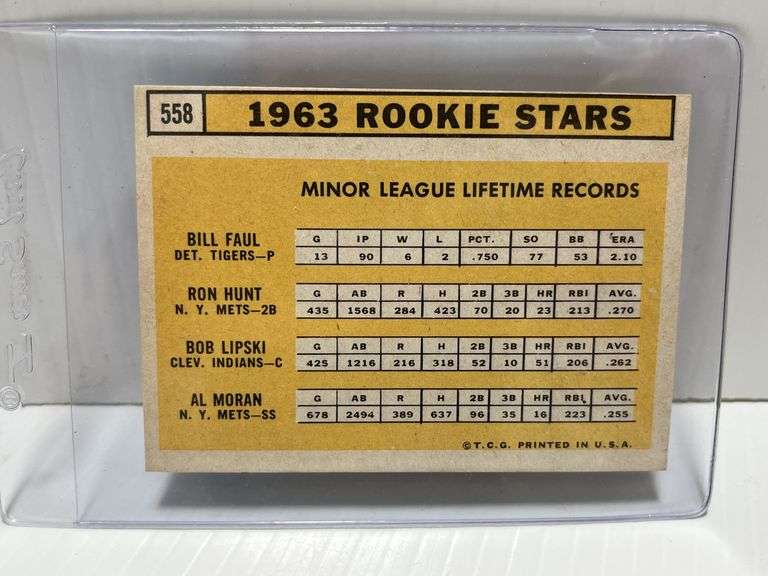 558 1963 ROOKIE STARS
MINOR LEAGUE LIFETIME RECORDS
BILL FAUL
DET. TIGERS—P
G IP W L PCT. SO BB ERA
13 90 6 2 .750 77 53 2.10
RON HUNT
N. Y. METS—2B
G AB R H 2B 3B HR RBI AVG.
435 1568 284 423 70 20 23 213 .270
BOB LIPSKI
CLEV. INDIANS—C
G AB R H 2B 3B HR RBI AVG.
425 1216 216 318 52 10 51 206 .262
AL MORAN
N. Y. METS—SS
G AB R H 2B 3B HR RBI AVG.
678 2494 389 637 96 35 16 223 .255
©T.C.G. PRINTED IN U.S.A.